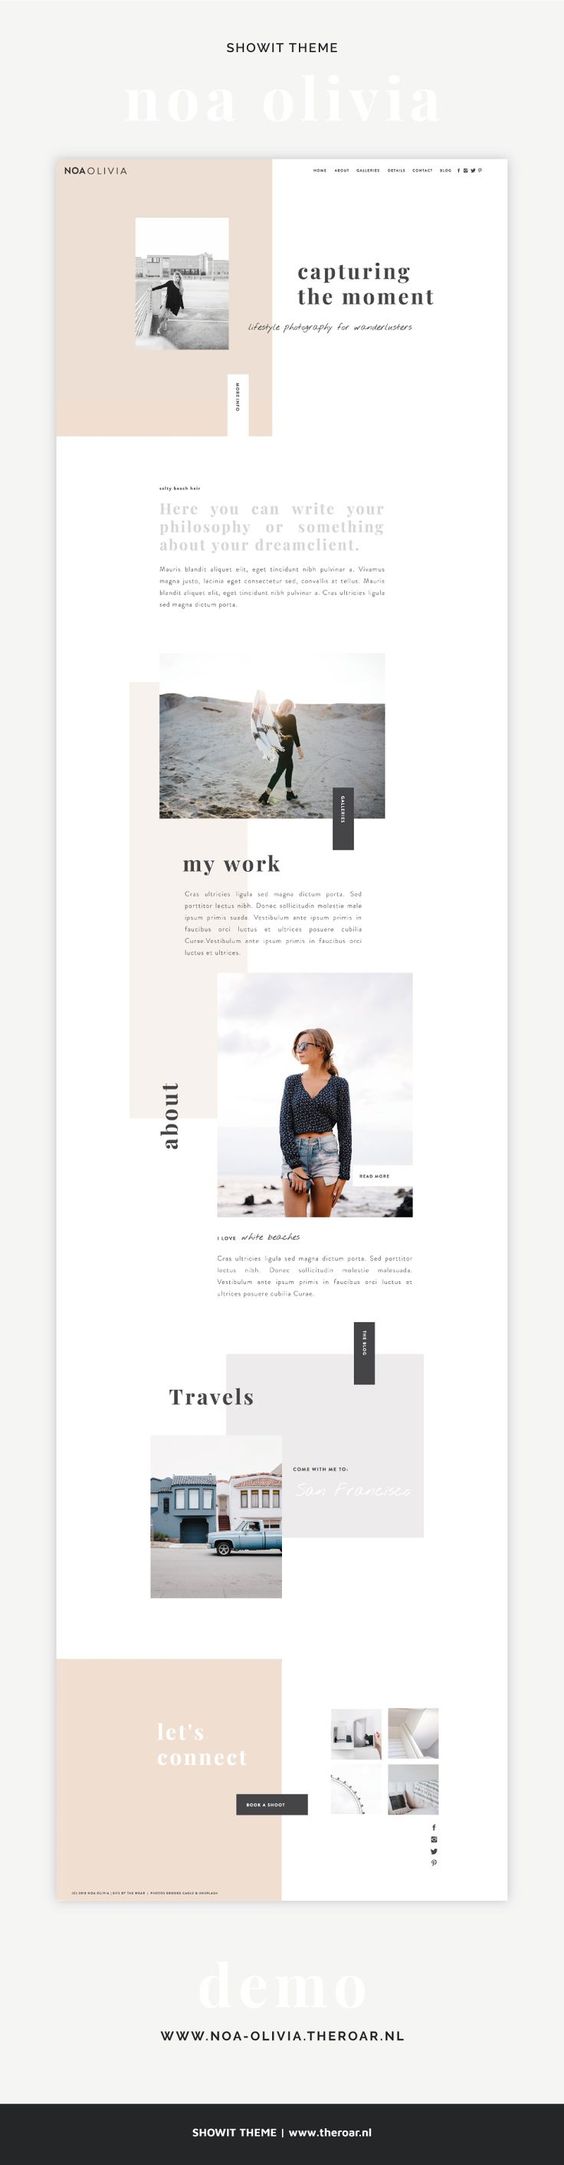 SHOWIT THEME
noa olivia
NOAOLIVIA
HOME ABOUT GALLERIES DETAILS CONTACT BLOG
capturing
the moment
lifestyle photography for wanderlusters
MORE INFO
salty beach hair
Here you can write your
philosophy or something
about your dreamclient.
Mauris blandit aliquet elit, eget tincidunt nibh pulvinar a. Vivamus
magna justo, lacinia eget consectetur sed, convallis at tellus. Mauris
blandit aliquet elit, eget tincidunt nibh pulvinar a. Cras ultricies ligula
sed magna dictum porta.
GALLERIES
my work
Cras ultricies ligula sed magna dictum porta. Sed
porttitor lectus nibh. Donec sollicitudin molestie male
ipsum primis suada. Vestibulum ante ipsum primis in
faucibus orci luctus et ultrices posuere cubilia
Curae.Vestibulum ante ipsum primis in faucibus orci
luctus et ultrices.
about
READ MORE
I LOVE white beaches
Cras ultricies ligula sed magna dictum porta. Sed porttitor
lectus nibh. Donec sollicitudin molestie malesuada.
Vestibulum ante ipsum primis in faucibus orci luctus et
ultrices posuere cubilia Curae.
THE BLOG
Travels
COME WITH ME TO:
San Francisco
let's
connect
BOOK A SHOOT
NOA OLIVIA | SITE BY THE ROAR | PHOTOS BROOKE CAGLE @ UNSPLASH
demo
WWW.NOA-OLIVIA.THEROAR.NL
SHOWIT THEME | www.theroar.nl